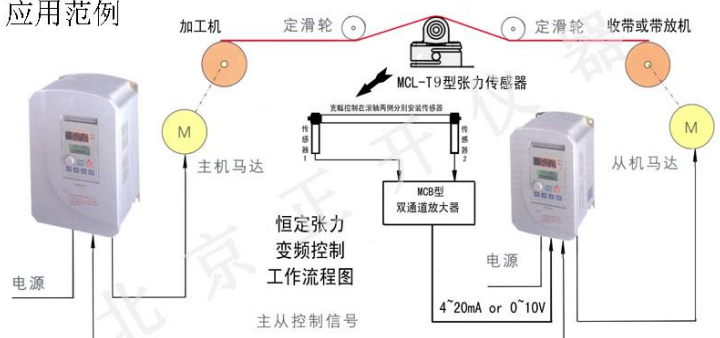 应用范例
加工机
定滑轮
定滑轮
收带或带放机
MCL-T9型张力传感器
宽幅控制在滚轴两侧分别安装传感器
传感器1
传感器2
M
主机马达
M
从机马达
MCB型
双通道放大器
恒定张力
变频控制
工作流程图
电源
电源
4~20mA or 0~10V
主从控制信号
北京正开仪器